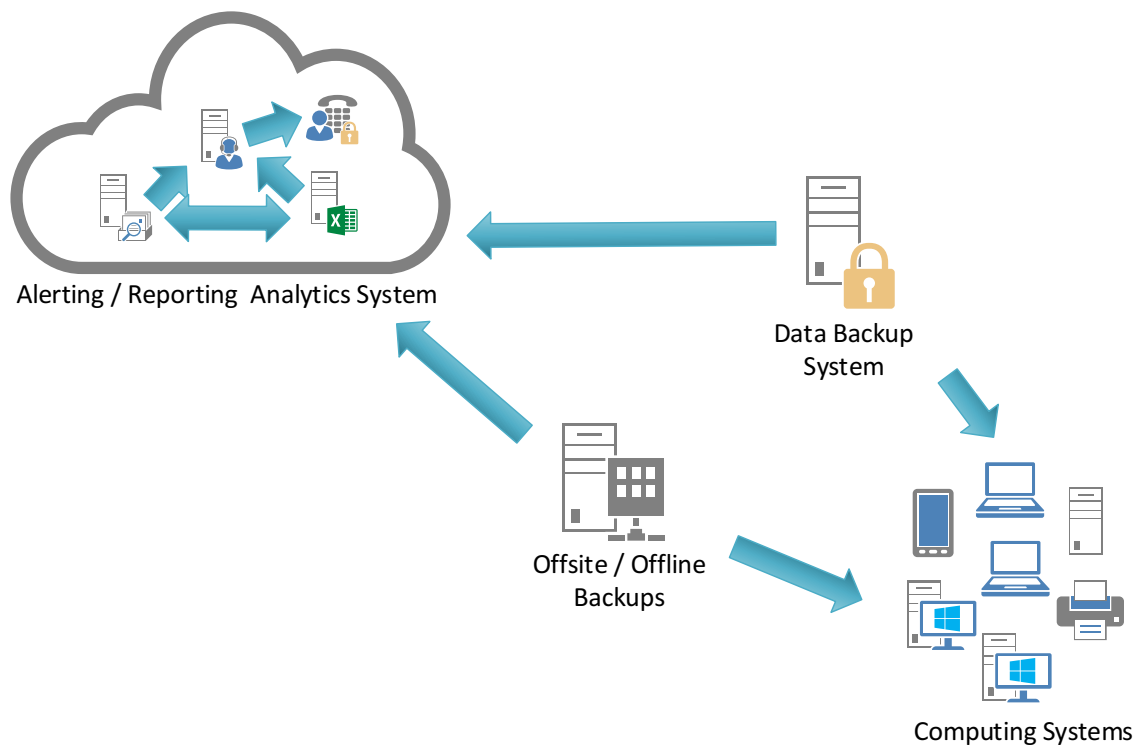 Alerting / Reporting  Analytics System
Data Backup
System
Offsite / Offline
Backups
Computing Systems